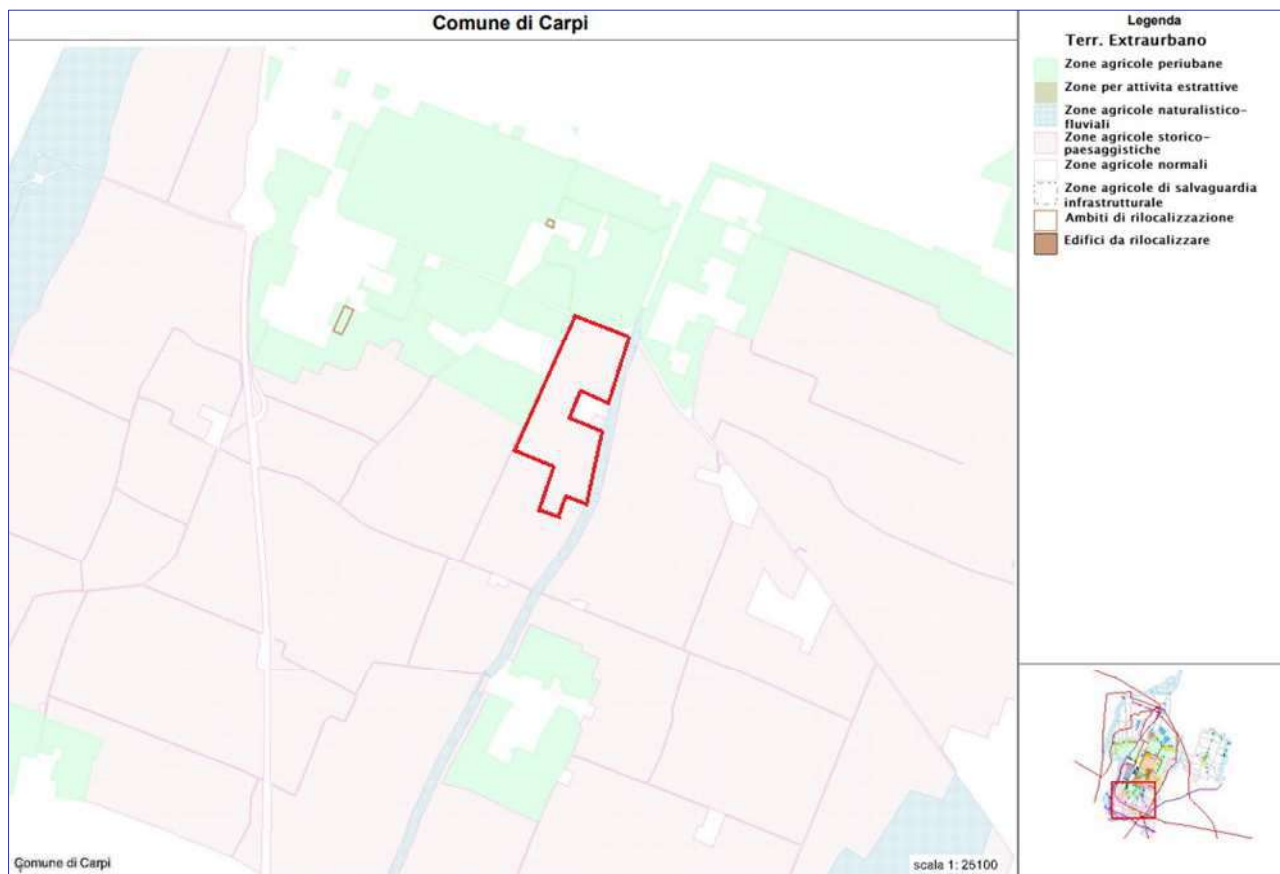 Comune di Carpi
Legenda
Terr. Extraurbano
Zone agricole periubane
Zone per attivita estrattive
Zone agricole naturalistico-
fluviali
Zone agricole storico-
paesaggistiche
Zone agricole normali
Zone agricole di salvaguardia
infrastrutturale
Ambiti di rilocalizzazione
Edifici da rilocalizzare
Comune di Carpi
scala 1: 25100